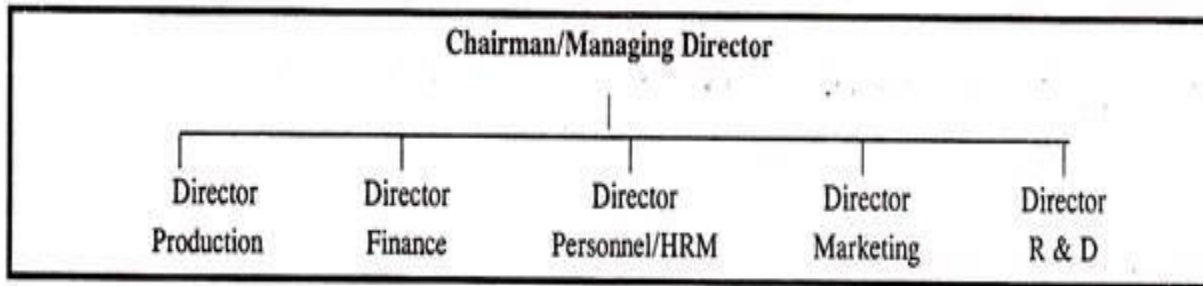 Chairman/Managing Director
Director Director Director Director Director
Production Finance Personnel/HRM Marketing R & D